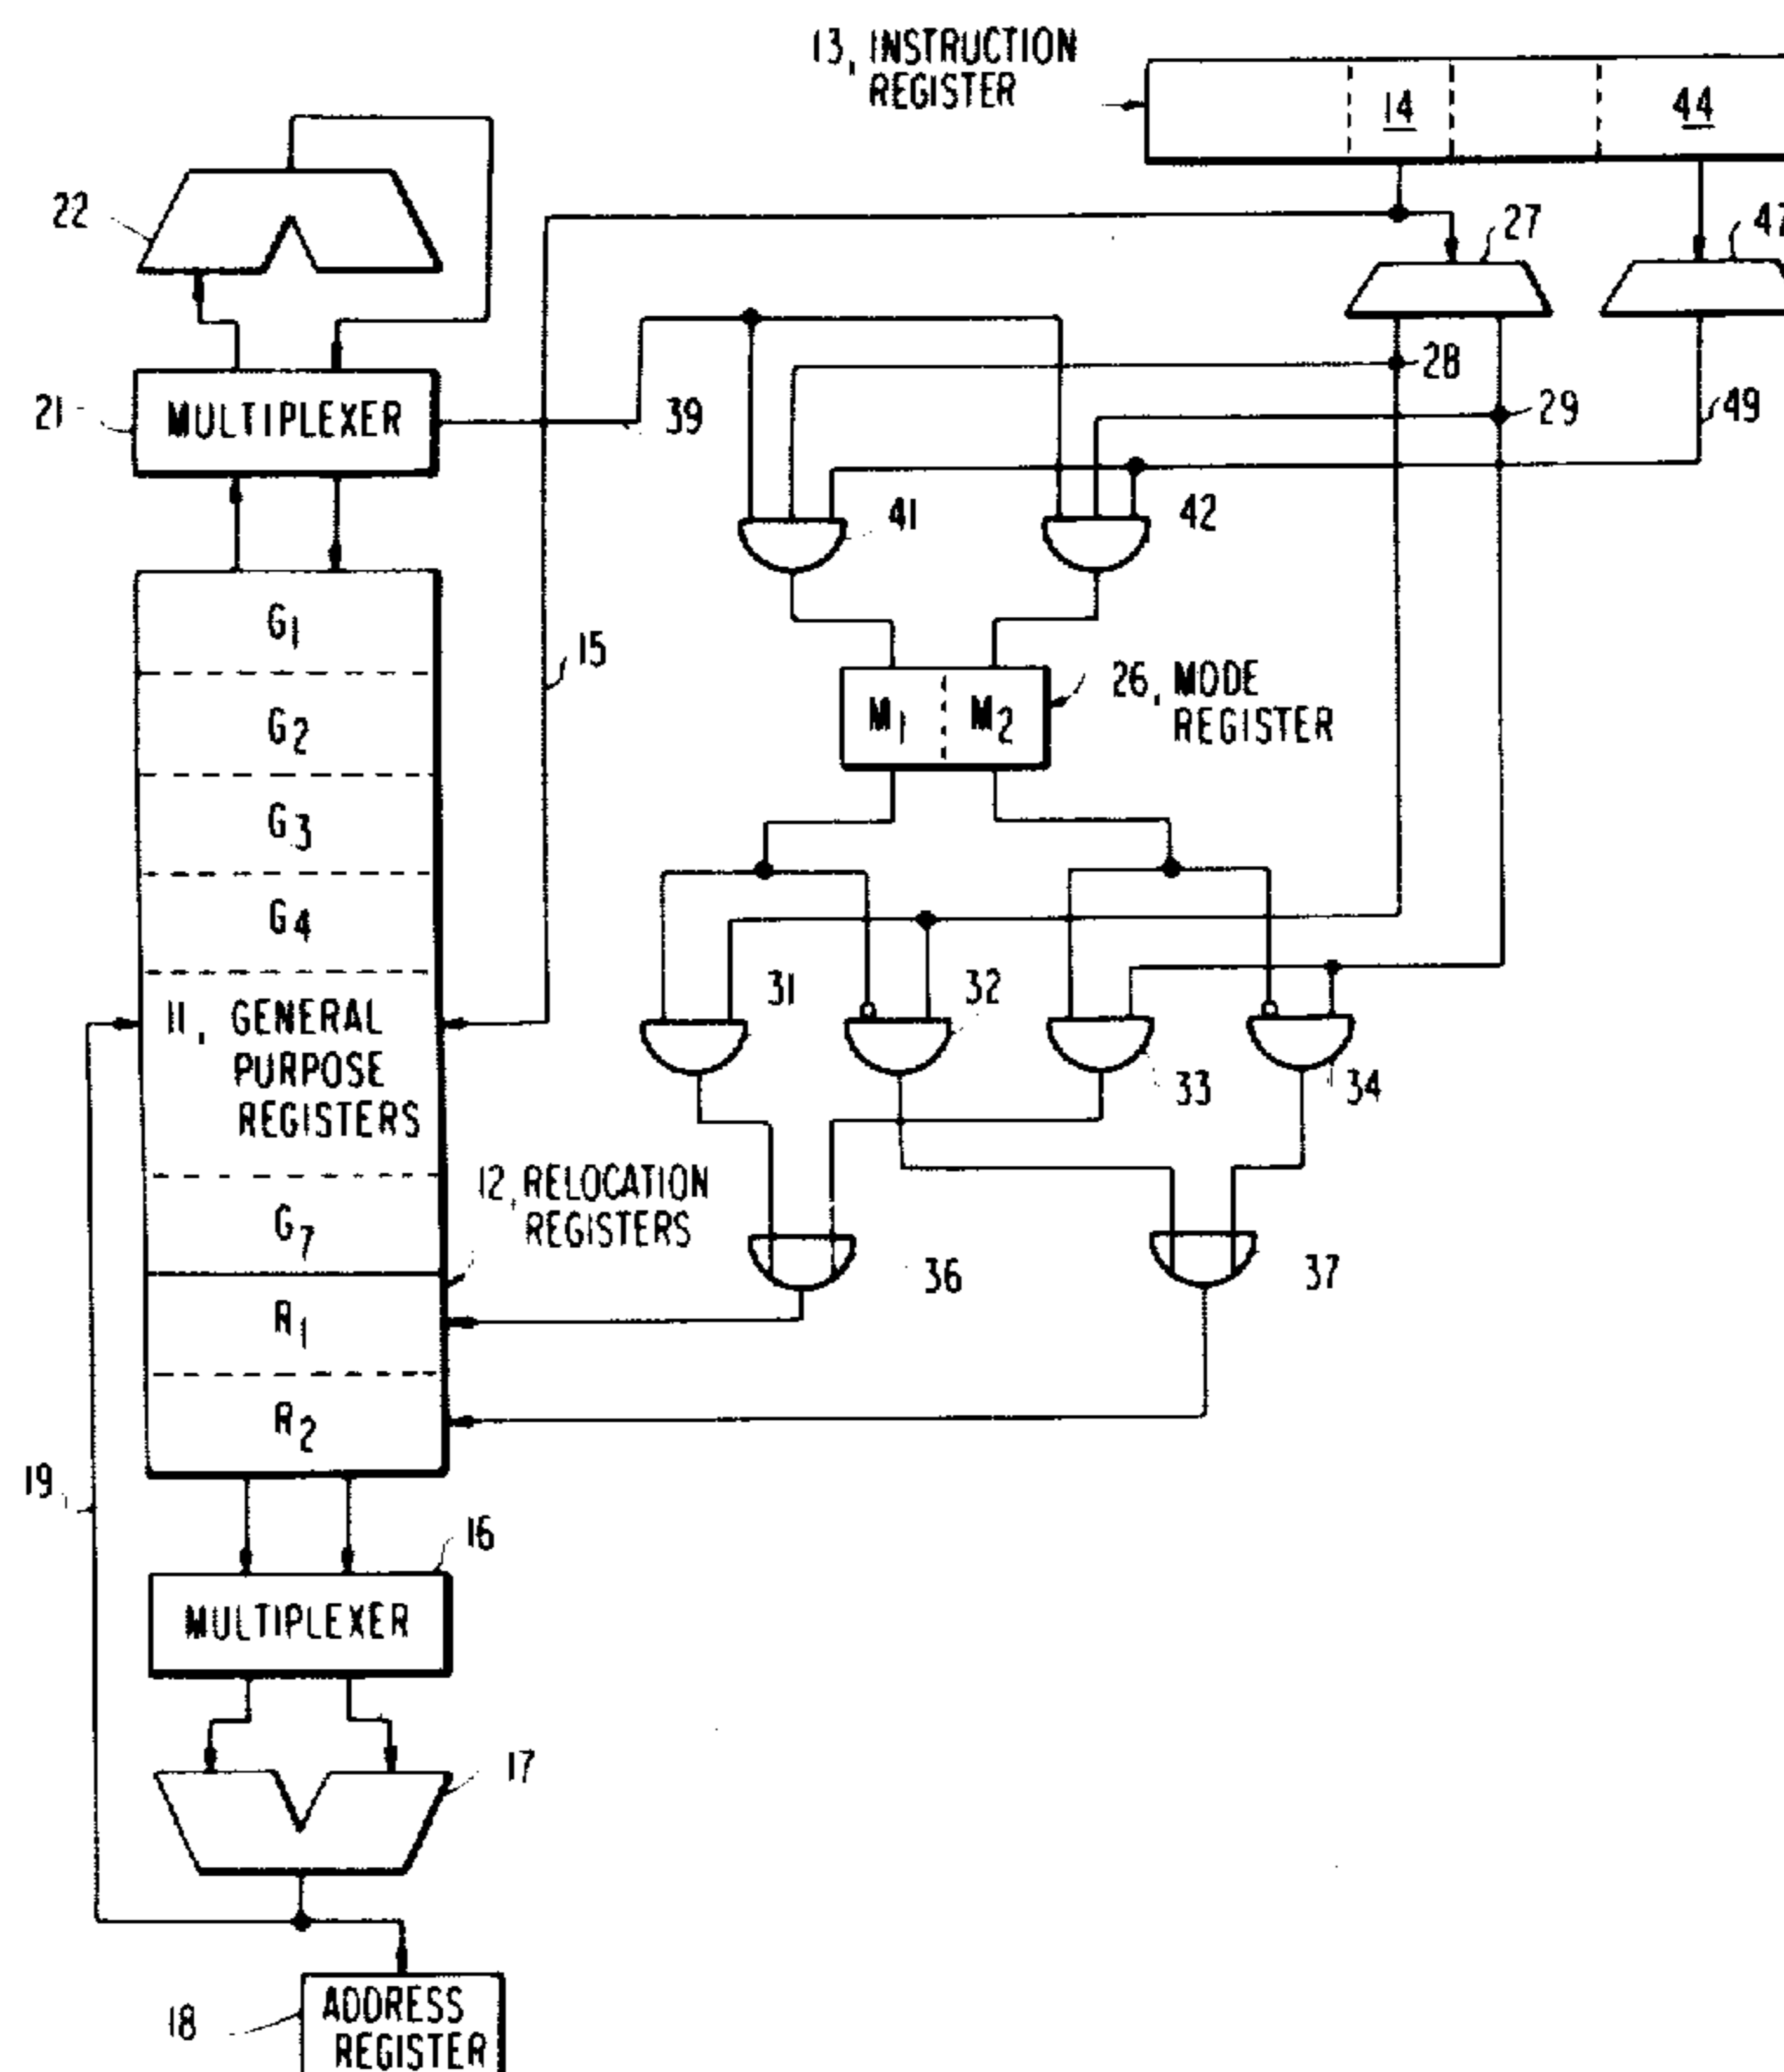 13, INSTRUCTION
REGISTER
14
44
22
27
47
28
21
MULTIPLEXER
39
29
49
41
42
G1
15
26, MODE
REGISTER
M1
M2
G2
G3
G4
31
32
11, GENERAL
PURPOSE
REGISTERS
33
34
12, RELOCATION
REGISTERS
G7
36
37
R1
R2
19
16
MULTIPLEXER
17
18
ADDRESS
REGISTER